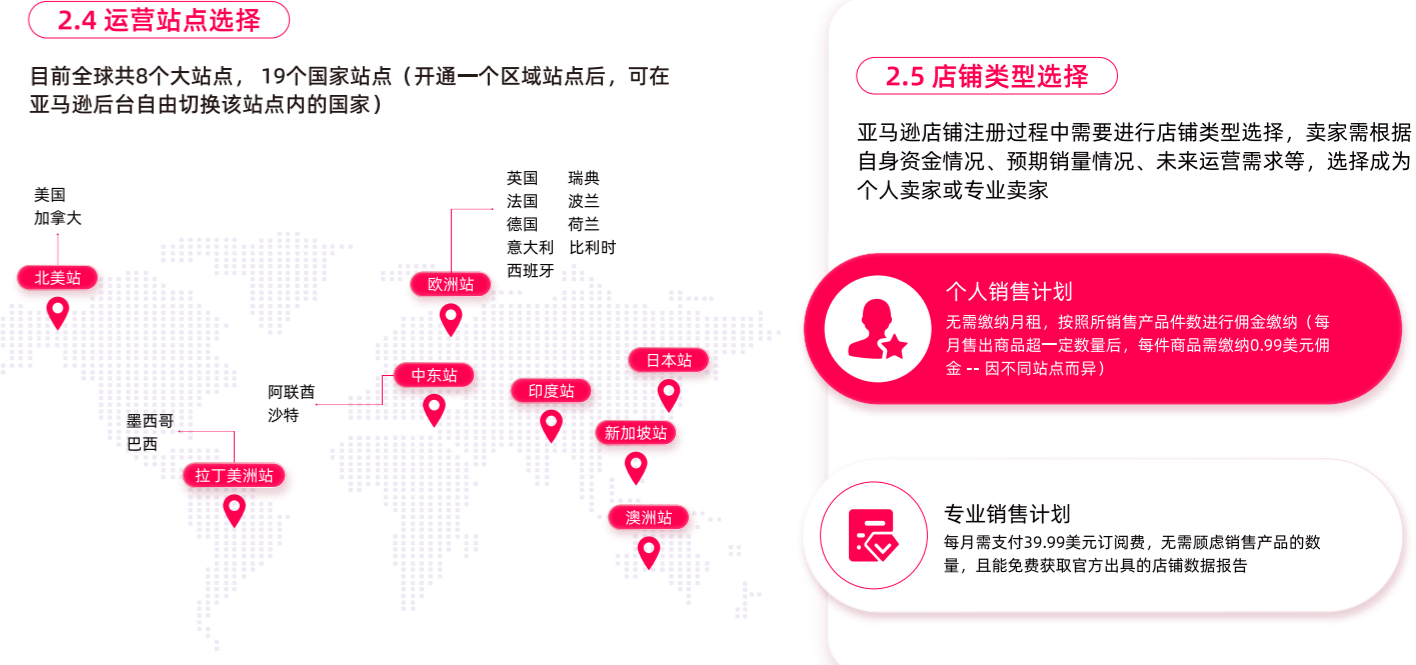 2.4 运营站点选择
目前全球共8个大站点， 19个国家站点（开通一个区域站点后，可在
亚马逊后台自由切换该站点内的国家）
美国
加拿大
北美站
英国 瑞典
法国 波兰
德国 荷兰
意大利 比利时
西班牙
欧洲站
阿联酋
沙特
中东站
墨西哥
巴西
拉丁美洲站
印度站
日本站
新加坡站
澳洲站
2.5 店铺类型选择
亚马逊店铺注册过程中需要进行店铺类型选择，卖家需根据
自身资金情况、预期销量情况、未来运营需求等，选择成为
个人卖家或专业卖家
个人销售计划
无需缴纳月租，按照所销售产品件数进行佣金缴纳（每
月售出商品超一定数量后，每件商品需缴纳0.99美元佣
金 -- 因不同站点而异）
专业销售计划
每月需支付39.99美元订阅费，无需顾虑销售产品的数
量，且能免费获取官方出具的店铺数据报告